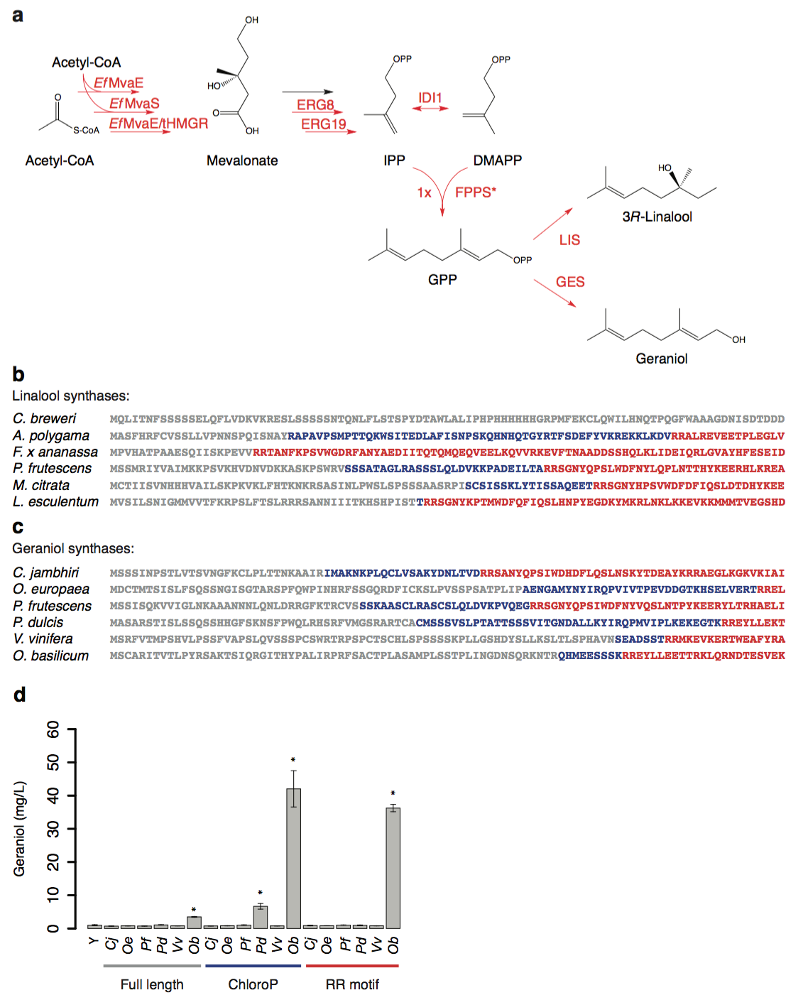 a
OH
Acetyl-CoA
EfMvaE
HO
OPP
OPP
O
EfMvaS
ERG8
IDI1
S-CoA
EfMvaE/tHMGR
O
OH
ERG19
Acetyl-CoA
Mevalonate
IPP
DMAPP
HO
1x
FPPS*
3R-Linalool
LIS
OPP
GPP
GES
OH
Geraniol
b
Linalool synthases:
C. breweri MQLITNFSSSSSELQFLVDKVKRESLSSSSSNTQNLFLSTSPYDTAWLALIPHPHHHHHHGRPMFEKCLQWILHNQTPQGFWAAAGDNISDTDDD
A. polygama MASFHRFCVSSLLVPNNSPQISNAYRAPAVPSMPTTQKWSITEDLAFISNPSKQHNHQTGYRTFSDEFYVKREKKLKDVRRALREVEETPLEGLV
F. x ananassa MPVHATPAAESQIISKPEVVRRTANFKPSVWGDRFANYAEDIITQTQMQEQVEELKQVVRKEVFTNAADDSSHQLKLIDEIQRLGVAYHFESEID
P. frutescens MSSMRIYVAIMKKPSVKHVDNVDKKASKPSWRVSSSATAGLRASSSLQLDVKKPADEILTARRSGNYQPSLWDFNYLQPLNTTHYKEERHLKREA
M. citrata MCTIISVNHHHVAILSKPKVKLFHTKNKRSASINLPWSLSPSSSAASRPISCSISSKLYTISSAQEETRRSGNYHPSVWDFDFIQSLDTDHYKEE
L. esculentum MVSILSNIGMMVVTFKRPSLFTSLRRRSANNIIITKHSHPISTTRRSGNYKPTMWDFQFIQSLHNPYEGDKYMKRLNKLKKEVKKMMMTVEGSHD
c
Geraniol synthases:
C. jambhiri MSSSINPSTLVTSVNGFKCLPLTTNKAAIRIMAKNKPLQCLVSAKYDNLTVDRRSANYQPSIWDHDFLQSLNSKYTDEAYKRRAEGLKGKVKIAI
O. europaea MDCTMTSISLFSQSSNGISGTARSPFQWPINHRFSSGQRDFICKSLPVSSPSATPLIPAENGAMYNYIRQPVIVTPEVDDGTKHSELVERTRREL
P. frutescens MSSISQKVVIGLNKAAANNNLQNLDRRGFKTRCVSSSKAASCLRASCSLQLDVKPVQEGRRSGNYQPSIWDFNYVQSLNTPYKEERYLTRHAELI
P. dulcis MASARSTISLSSQSSHHGFSKNSFPWQLRHSRFVMGSRARTCACMSSSVSLPTATTSSSVITGNDALLKYIRQPMVIPLKEKEGTKRREYLLEKT
V. vinifera MSRFVTMPSHVLPSSFVAPSLQVSSSPCSWRTRPSPCTSCHLSPSSSSKPLLGSHDYSLLKSLTLSPHAVNSEADSSTRRMKEVKERTWEAFYRA
O. basilicum MSCARITVTLPYRSAKTSIQRGITHYPALIRPRFSACTPLASAMPLSSTPLINGDNSQRKNTRQHMEESSSKRREYLLEETTRKLQRNDTESVEK
d
Geraniol (mg/L)
60
50
40
30
20
10
0
*
*
*
*
Y Cj Oe Pf Pd Vv Ob Cj Oe Pf Pd Vv Ob Cj Oe Pf Pd Vv Ob
Full length ChloroP RR motif